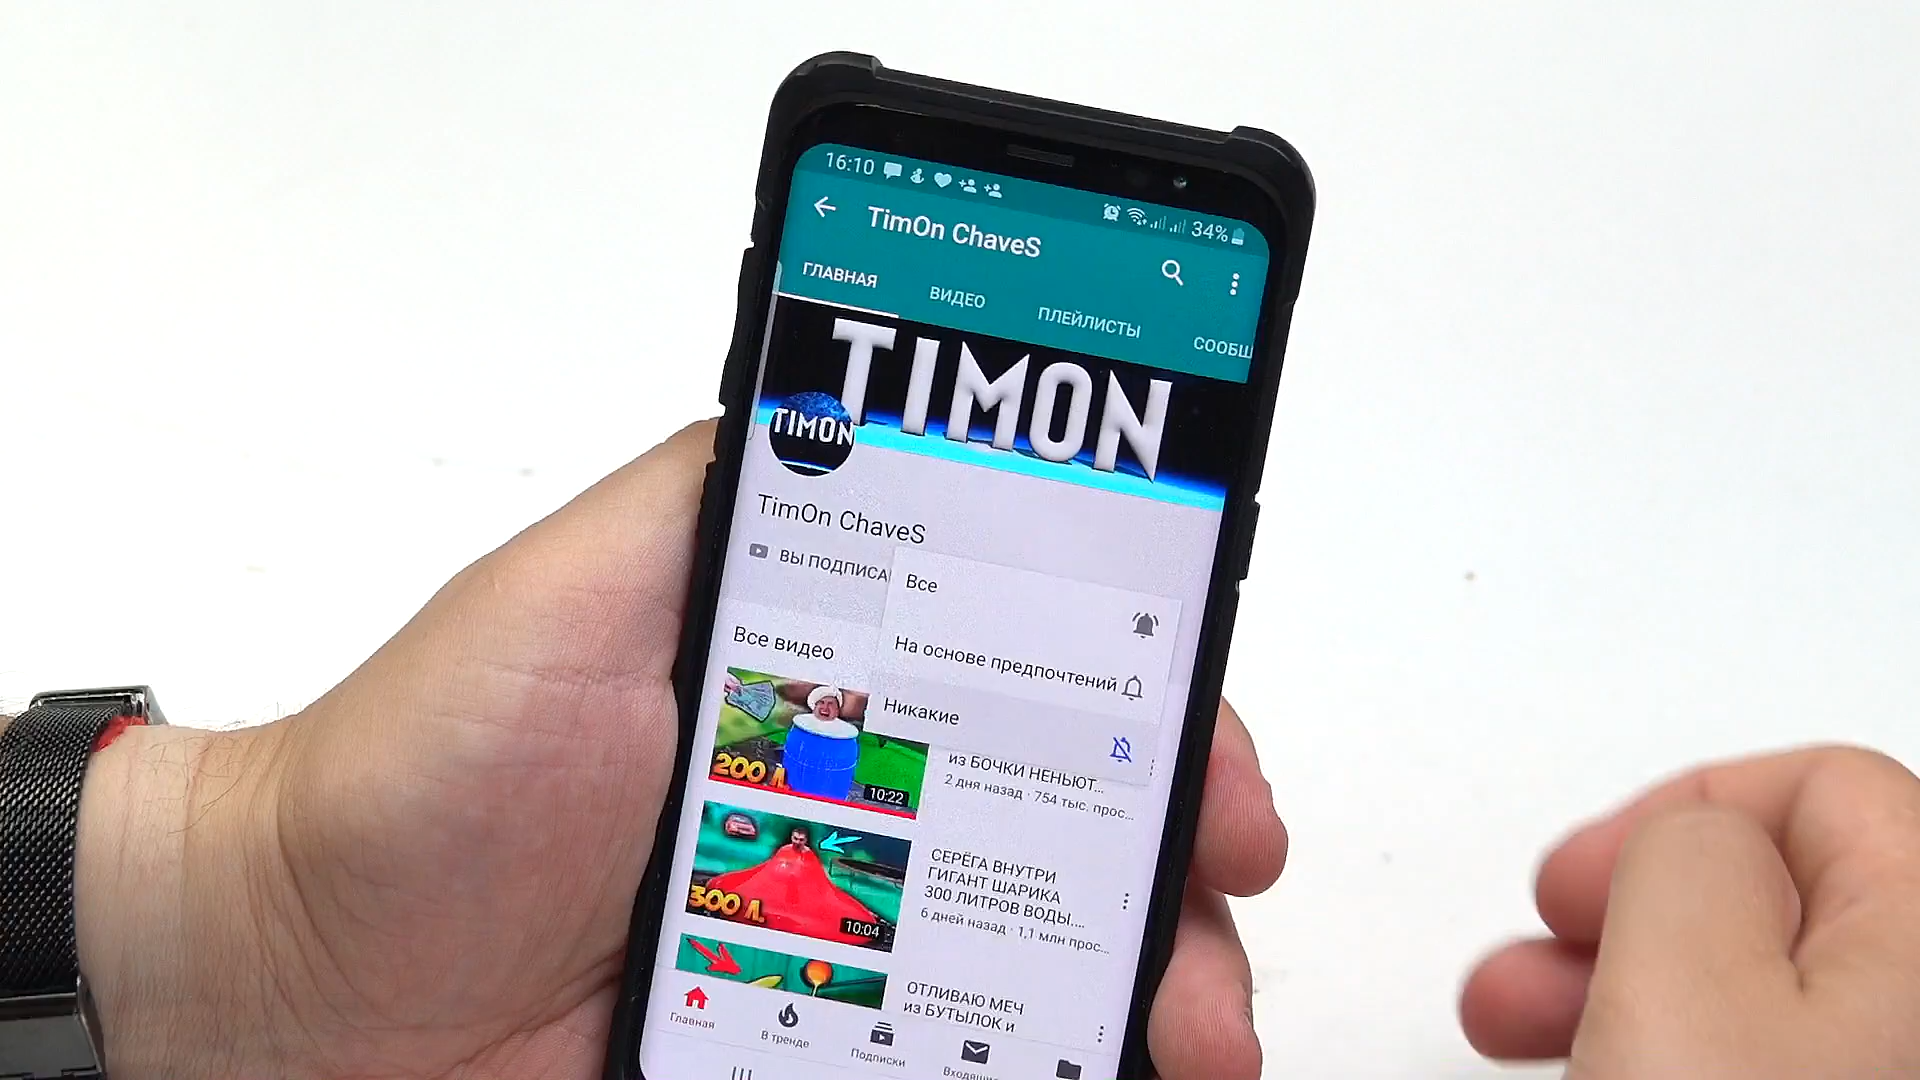 16:10
34%
TimOn ChaveS
ГЛАВНАЯ
ВИДЕО
ПЛЕЙЛИСТЫ
СООБЩ
TIMON
TIMON
TimOn ChaveS
ВЫ ПОДПИСА
Все
На основе предпочтений
Никакие
Все видео
200 Л
10:22
из БОЧКИ НЕНЬЮТ...
2 дня назад · 754 тыс. прос...
300 Л.
10:04
СЕРЁГА ВНУТРИ
ГИГАНТ ШАРИКА
300 ЛИТРОВ ВОДЫ....
6 дней назад · 1,1 млн прос...
ОТЛИВАЮ МЕЧ
из БУТЫЛОК и
Главная
В тренде
Подписки
Входящие